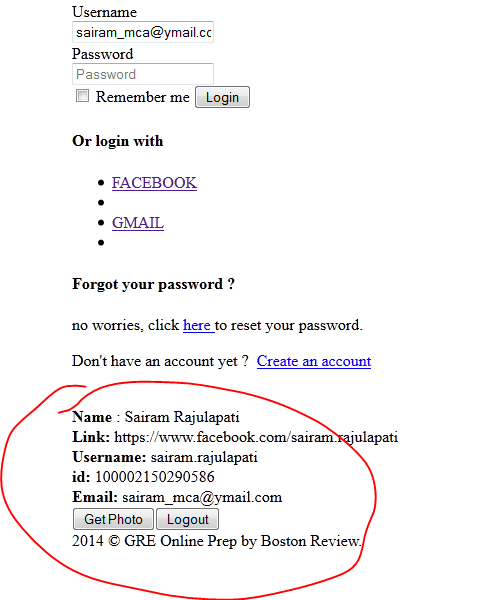 Username
sairam_mca@ymail.cc
Password
Password
Remember me Login
Or login with
FACEBOOK
GMAIL
Forgot your password ?
no worries, click here to reset your password.
Don't have an account yet ? Create an account
Name : Sairam Rajulapati
Link: https://www.facebook.com/sairam.rajulapati
Username: sairam.rajulapati
id: 100002150290586
Email: sairam_mca@ymail.com
Get Photo Logout
2014 © GRE Online Prep by Boston Review.